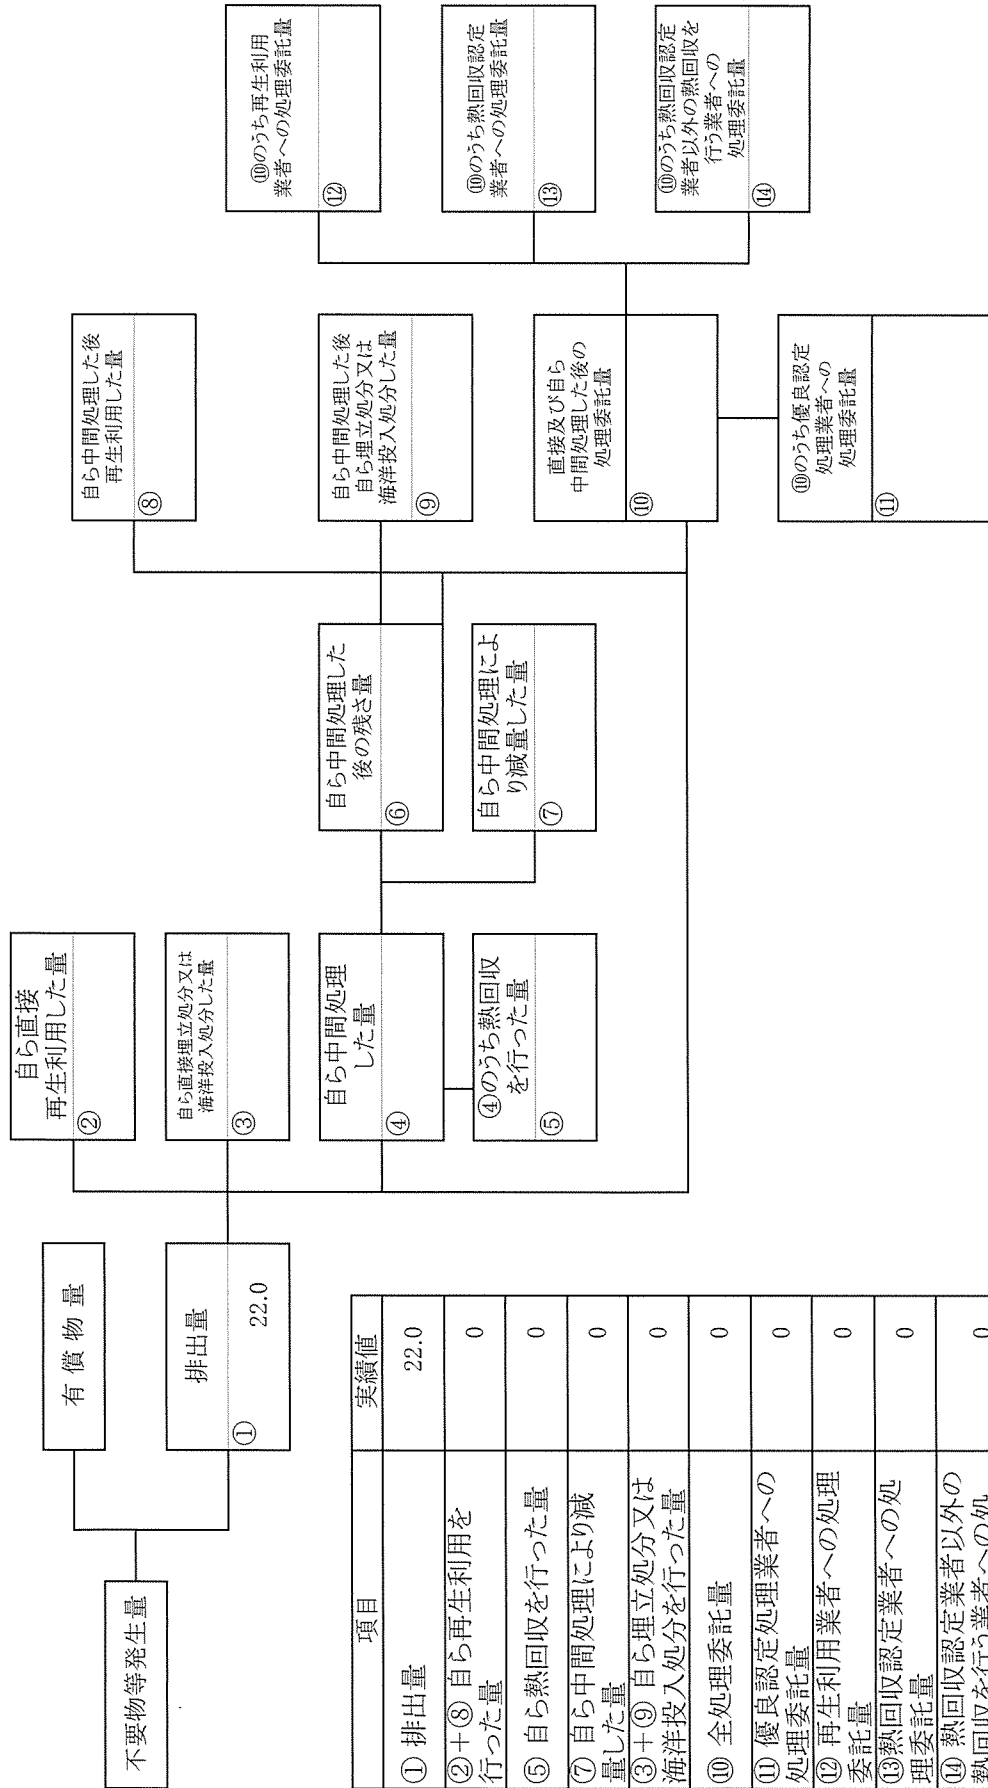 不要物等発生量
有償物量
排出量
①
22.0
自ら直接
再生利用した量
②
自ら直接埋立処分又は
海洋投入処分した量
③
自ら中間処理
した量
④
④のうち熱回収
を行った量
⑤
自ら中間処理した
後の残さ量
⑥
自ら中間処理によ
り減量した量
⑦
自ら中間処理した後
再生利用した量
⑧
自ら中間処理した後
自ら埋立処分又は
海洋投入処分した量
⑨
直接及び自ら
中間処理した後の
処理委託量
⑩
⑩のうち優良認定
処理業者への
処理委託量
⑪
⑩のうち再生利用
業者への処理委託量
⑫
⑩のうち熱回収認定
業者への処理委託量
⑬
⑩のうち熱回収認定
業者以外の熱回収を
行う業者への
処理委託量
⑭
項目 実績値
① 排出量 22.0
②+⑧ 自ら再生利用を
行った量 0
⑤ 自ら熱回収を行った量 0
⑦ 自ら中間処理により減
量した量 0
③+⑨ 自ら埋立処分又は
海洋投入処分を行った量 0
⑩ 全処理委託量 0
⑪ 優良認定処理業者への
処理委託量 0
⑫ 再生利用業者への処理
委託量 0
⑬熱回収認定業者への処
理委託量 0
⑭ 熱回収認定業者以外の
熱回収を行う業者への処 0